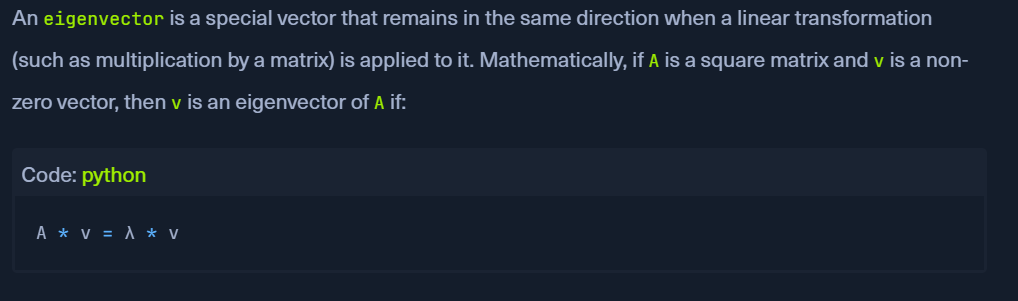 An eigenvector is a special vector that remains in the same direction when a linear transformation
(such as multiplication by a matrix) is applied to it. Mathematically, if A is a square matrix and v is a non-
zero vector, then v is an eigenvector of A if:
Code: python
A * v = λ * v